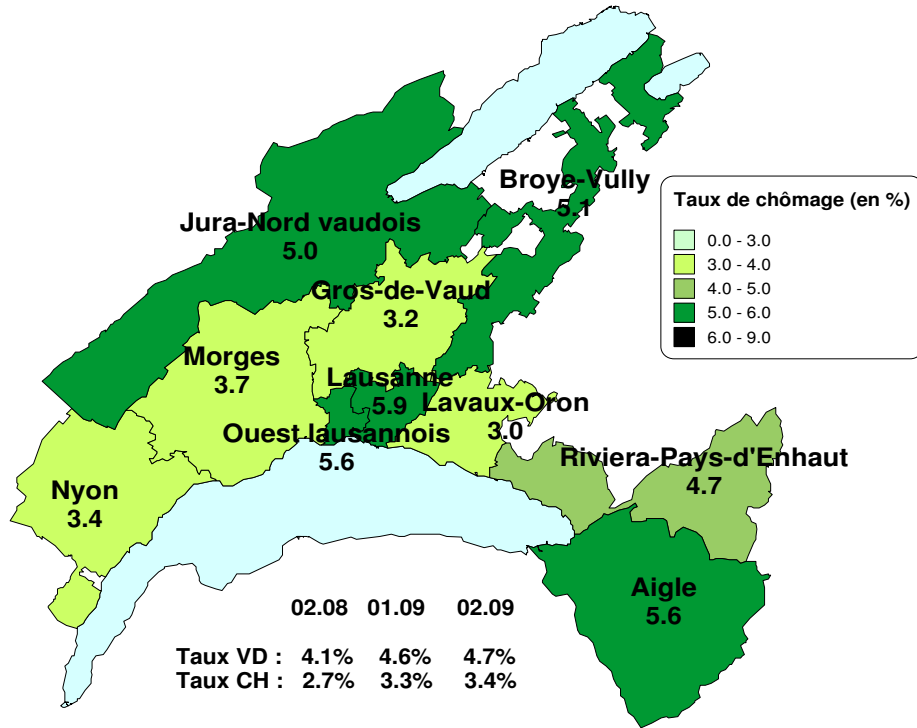 Broye-Vully
5.1
Taux de chômage (en %)
0.0 - 3.0
3.0 - 4.0
4.0 - 5.0
5.0 - 6.0
6.0 - 9.0
Jura-Nord vaudois
5.0
Gros-de-Vaud
3.2
Morges
3.7
Lausanne
5.9
Lavaux-Oron
3.0
Ouest lausannois
5.6
Riviera-Pays-d'Enhaut
4.7
Nyon
3.4
Aigle
5.6
02.08 01.09 02.09
Taux VD : 4.1% 4.6% 4.7%
Taux CH : 2.7% 3.3% 3.4%